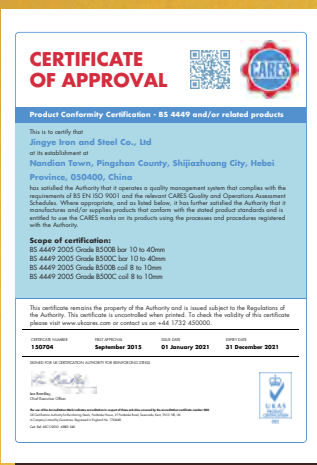 CERTIFICATE
OF APPROVAL
CARES
Product Conformity Certification - BS 4449 and/or related products
This is to certify that
Jingye Iron and Steel Co., Ltd
at its establishment at
Nandian Town, Pingshan County, Shijiazhuang City, Hebei
Province, 050400, China
has satisfied the Authority that it operates a quality management system that complies with the
requirements of BS EN ISO 9001 and the relevant CARES Quality and Operations Assessment
Schedules. Where appropriate, and as listed below, it has further satisfied the Authority that it
manufactures and/or supplies products that conform with the stated product standards and is
entitled to use the CARES marks on its products using the processes and procedures registered
with the Authority.
Scope of certification:
BS 4449 2005 Grade B500B bar 10 to 40mm
BS 4449 2005 Grade B500C bar 10 to 40mm
BS 4449 2005 Grade B500B coil 8 to 10mm
BS 4449 2005 Grade B500C coil 8 to 10mm
This certificate remains the property of the Authority and is issued subject to the Regulations of
the Authority. This certificate is uncontrolled when printed. To check the validity of this certificate
please visit www.ukcares.com or contact us on +44 1732 450000.
CERTIFICATE NUMBER FIRST APPROVAL ISSUE DATE EXPIRY DATE
150704 September 2015 01 January 2021 31 December 2021
SIGNED FOR UK CERTIFICATION AUTHORITY FOR REINFORCING STEELS
Lee Brankley
Chief Executive Officer
UKAS
PRODUCT
CERTIFICATION